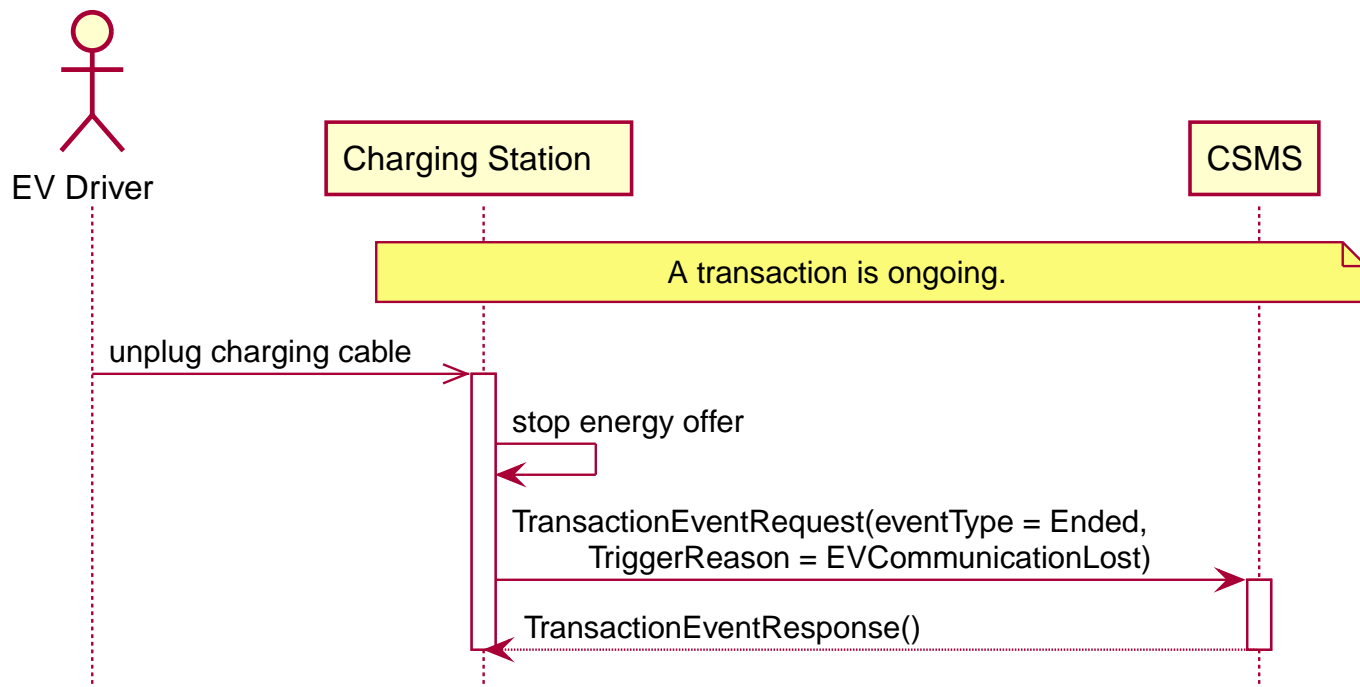 EV Driver
Charging Station
CSMS
A transaction is ongoing.
unplug charging cable
stop energy offer
TransactionEventRequest(eventType = Ended,
TriggerReason = EVCommunicationLost)
TransactionEventResponse()